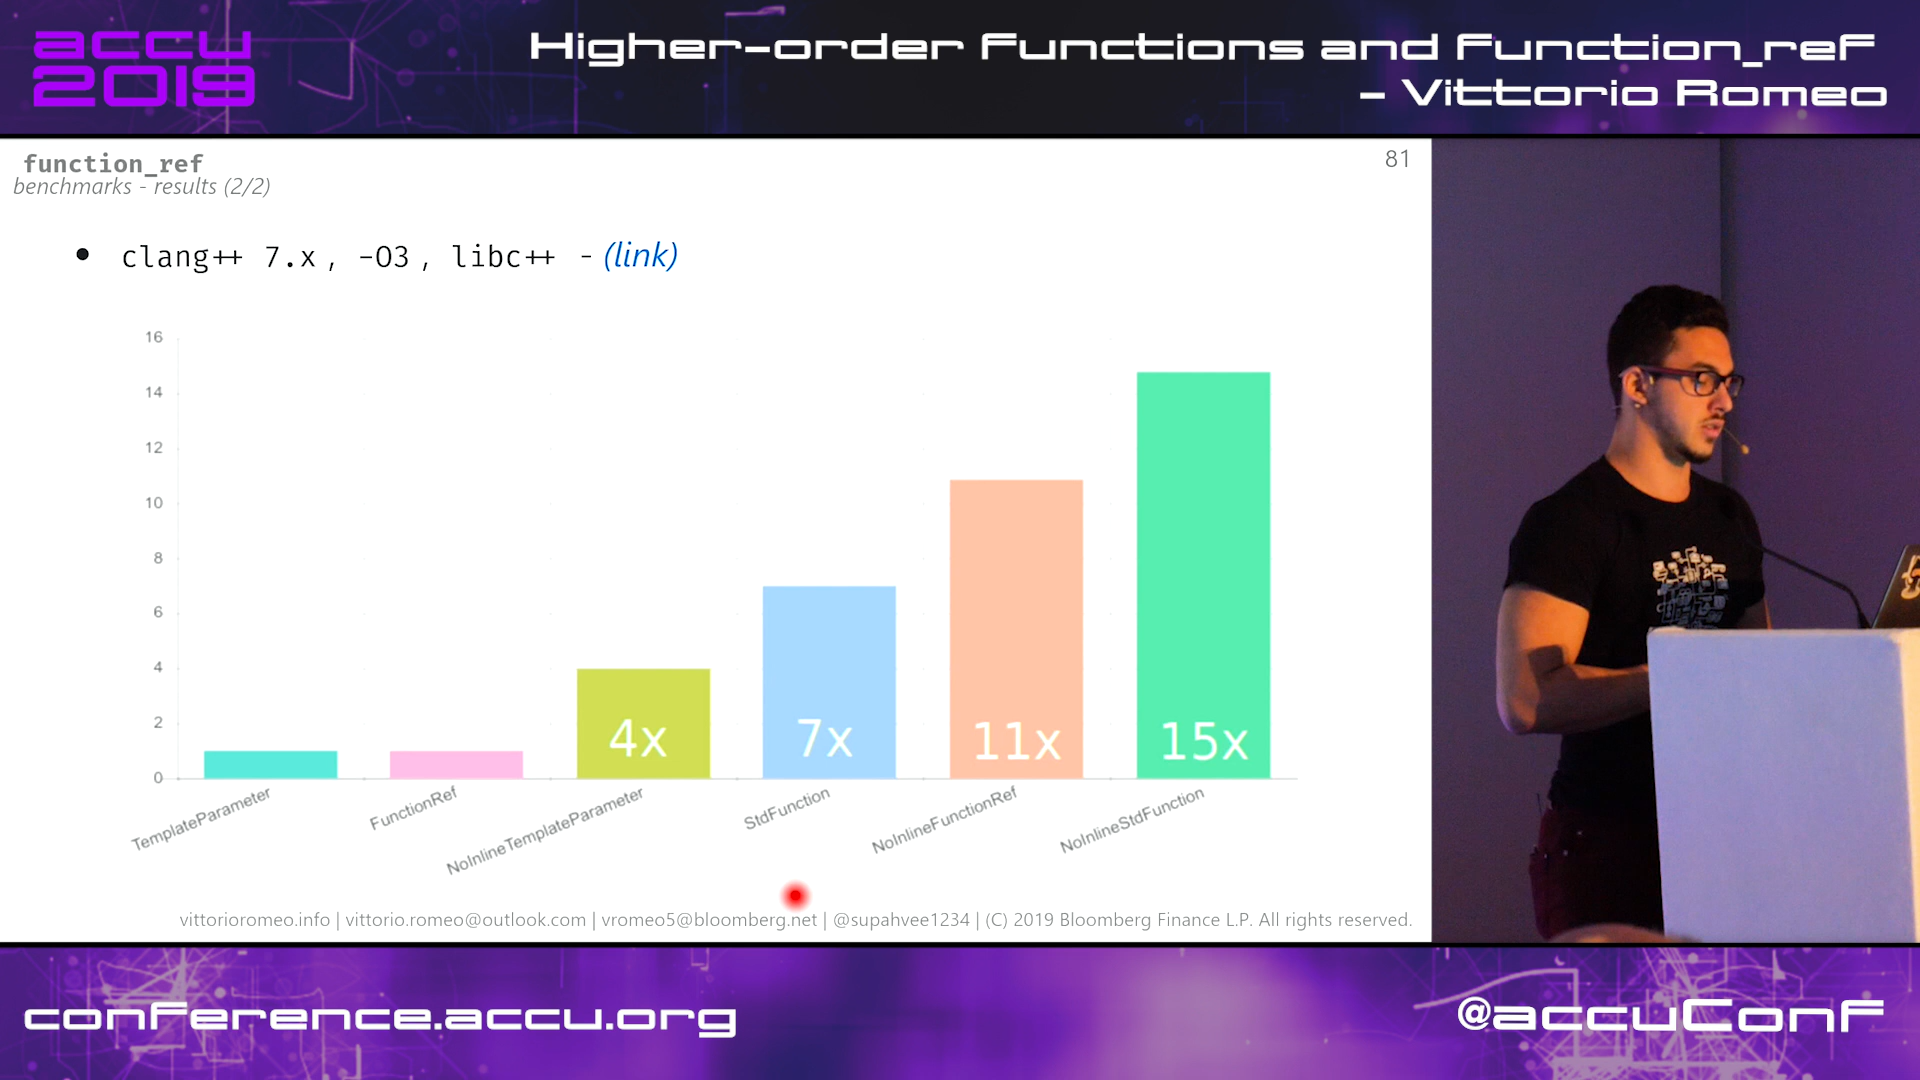 accu
2019
Higher-order Functions and Function_ref
- Vittorio Romeo
function_ref
benchmarks - results (2/2)
81
• clang++ 7.x, -O3, libc++ - (link)
16
14
12
10
8
6
4
2
0
4x
7x
11x
15x
TemplateParameter
FunctionRef
NoInlineTemplateParameter
StdFunction
NoInlineFunctionRef
NoInlineStdFunction
vittorioromeo.info | vittorio.romeo@outlook.com | vromeo5@bloomberg.net | @supahvee1234 | (C) 2019 Bloomberg Finance L.P. All rights reserved.
conference.accu.org
@accuConf